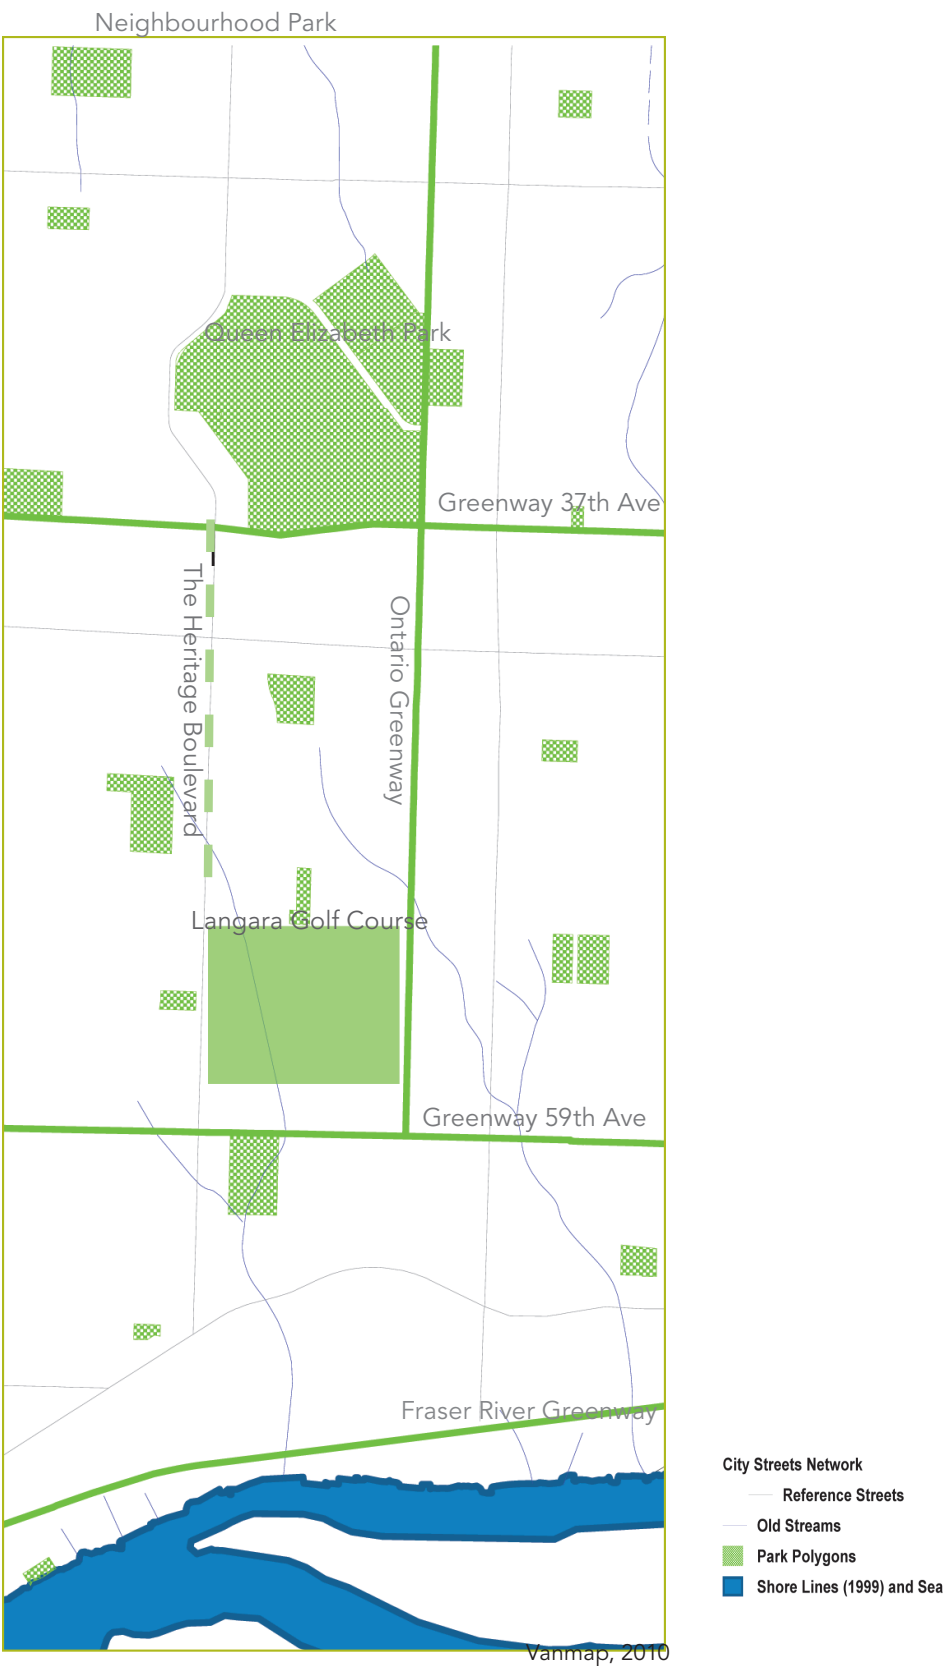 Neighbourhood Park
Queen Elizabeth Park
Greenway 37th Ave
The Heritage Boulevard
Ontario Greenway
Langara Golf Course
Greenway 59th Ave
Fraser River Greenway
City Streets Network
Reference Streets
Old Streams
Park Polygons
Shore Lines (1999) and Sea
Vanmap, 2010